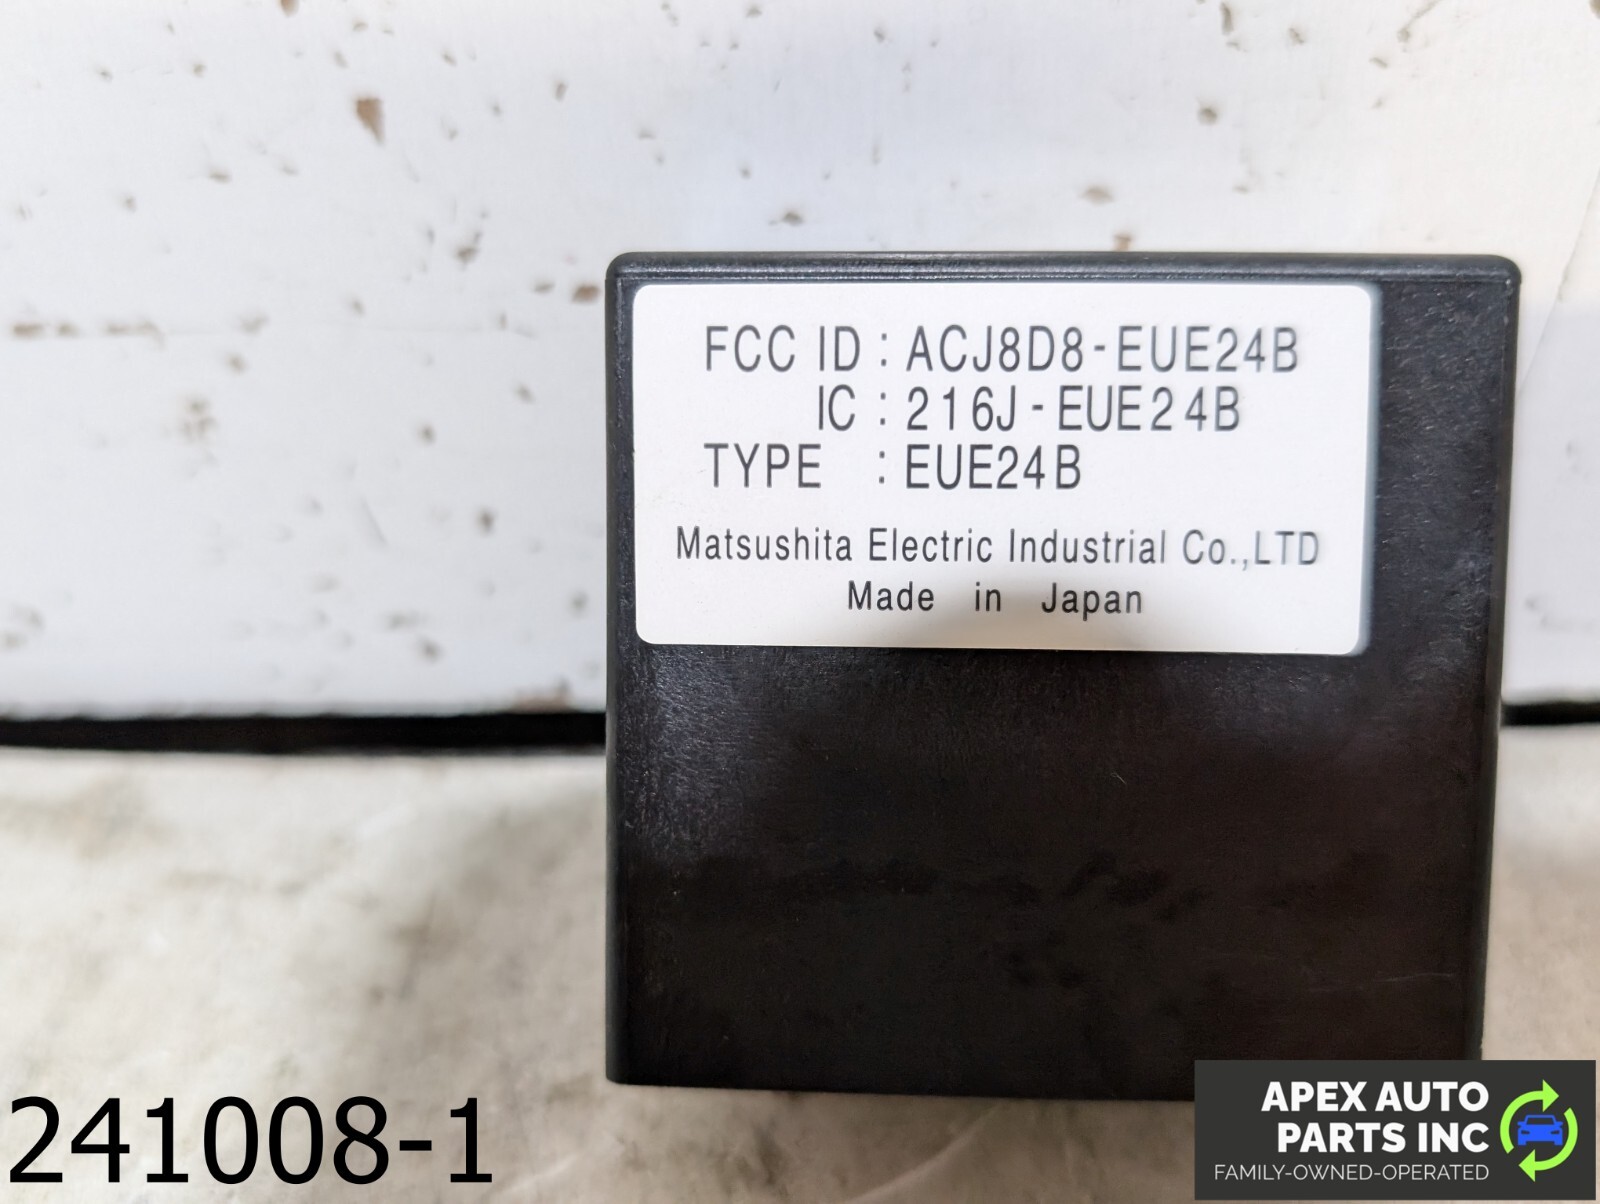 FCC ID : ACJ8D8-EUE24B
IC : 216J-EUE24B
TYPE : EUE24B
Matsushita Electric Industrial Co.,LTD
Made in Japan
241008-1
APEX AUTO
PARTS INC
FAMILY-OWNED-OPERATED